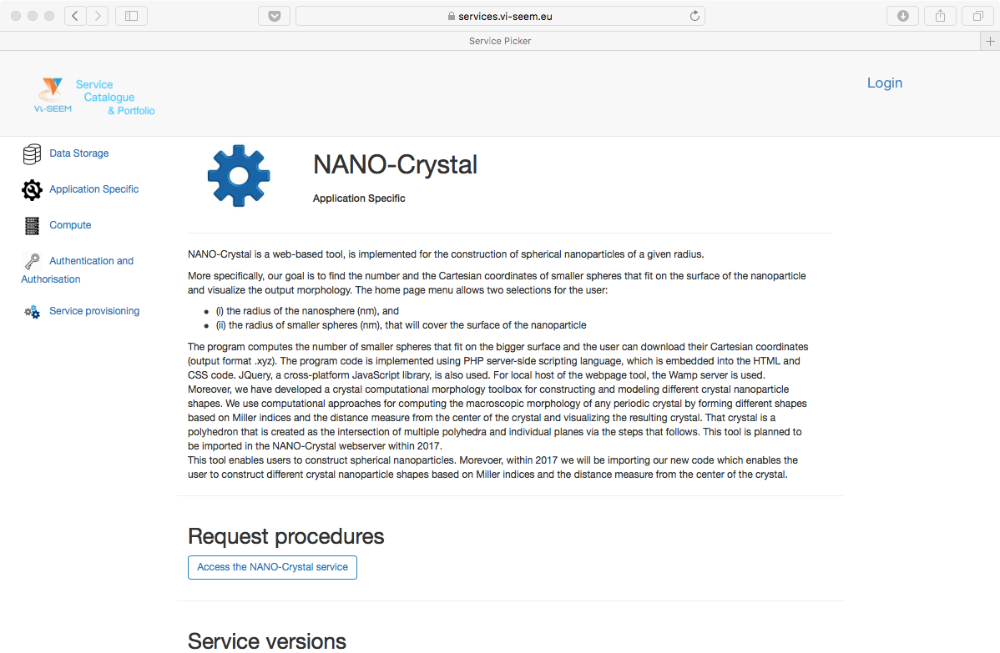 services.vi-seem.eu
Service Picker
Service
Catalogue
& Portfolio
VI-SEEM
Login
Data Storage
Application Specific
Compute
Authentication and
Authorisation
Service provisioning
NANO-Crystal
Application Specific
NANO-Crystal is a web-based tool, is implemented for the construction of spherical nanoparticles of a given radius.
More specifically, our goal is to find the number and the Cartesian coordinates of smaller spheres that fit on the surface of the nanoparticle
and visualize the output morphology. The home page menu allows two selections for the user:
• (i) the radius of the nanosphere (nm), and
• (ii) the radius of smaller spheres (nm), that will cover the surface of the nanoparticle
The program computes the number of smaller spheres that fit on the bigger surface and the user can download their Cartesian coordinates
(output format .xyz). The program code is implemented using PHP server-side scripting language, which is embedded into the HTML and
CSS code. JQuery, a cross-platform JavaScript library, is also used. For local host of the webpage tool, the Wamp server is used.
Moreover, we have developed a crystal computational morphology toolbox for constructing and modeling different crystal nanoparticle
shapes. We use computational approaches for computing the macroscopic morphology of any periodic crystal by forming different shapes
based on Miller indices and the distance measure from the center of the crystal and visualizing the resulting crystal. That crystal is a
polyhedron that is created as the intersection of multiple polyhedra and individual planes via the steps that follows. This tool is planned to
be imported in the NANO-Crystal webserver within 2017.
This tool enables users to construct spherical nanoparticles. Morevoer, within 2017 we will be importing our new code which enables the
user to construct different crystal nanoparticle shapes based on Miller indices and the distance measure from the center of the crystal.
Request procedures
Access the NANO-Crystal service
Service versions